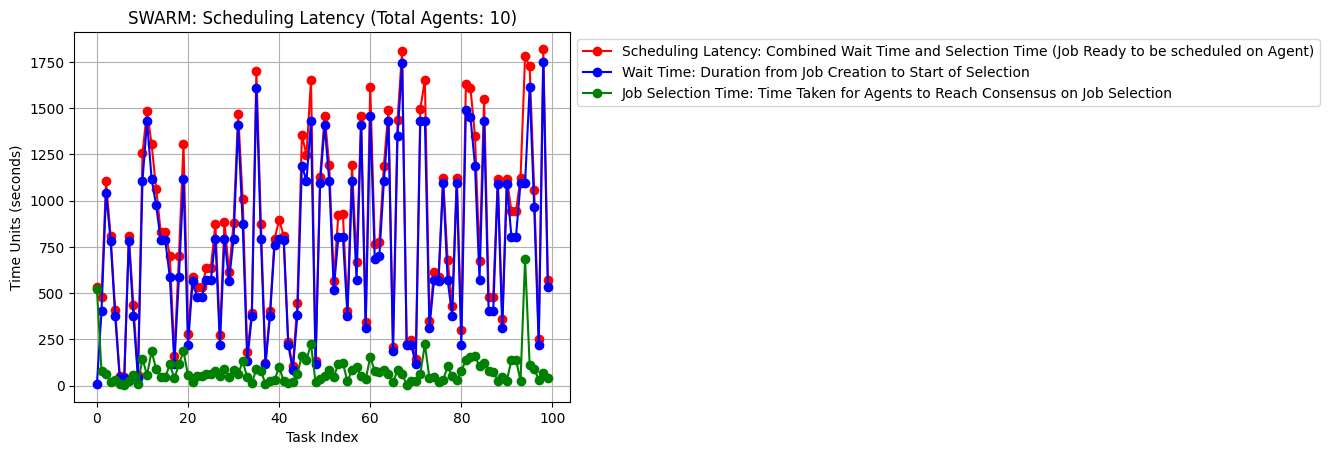 SWARM: Scheduling Latency (Total Agents: 10)
Scheduling Latency: Combined Wait Time and Selection Time (Job Ready to be scheduled on Agent)
Wait Time: Duration from Job Creation to Start of Selection
Job Selection Time: Time Taken for Agents to Reach Consensus on Job Selection
Time Units (seconds)
1750
1500
1250
1000
750
500
250
0
0 20 40 60 80 100
Task Index